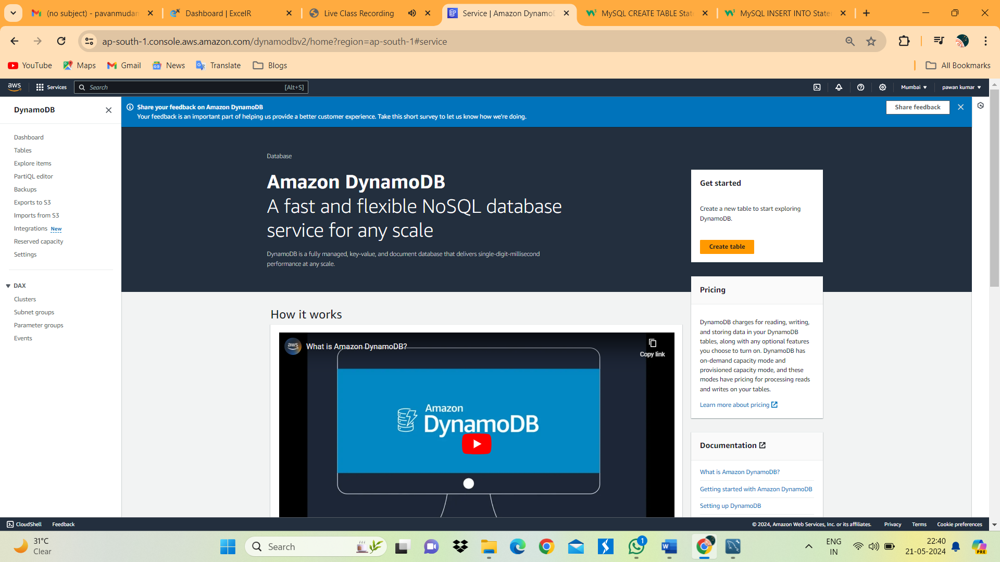 (no subject) - pavanmudan
Dashboard | ExcelR
Live Class Recording
Service | Amazon DynamoD
MySQL CREATE TABLE Stat
MySQL INSERT INTO State
ap-south-1.console.aws.amazon.com/dynamodbv2/home?region=ap-south-1#service
YouTube
Maps
Gmail
News
Translate
Blogs
All Bookmarks
aws
Services
Search
[Alt+S]
Mumbai
pawan kumar
DynamoDB
Share your feedback on Amazon DynamoDB
Your feedback is an important part of helping us provide a better customer experience. Take this short survey to let us know how we're doing.
Share feedback
Dashboard
Tables
Explore items
PartiQL editor
Backups
Exports to S3
Imports from S3
Integrations New
Reserved capacity
Settings
DAX
Clusters
Subnet groups
Parameter groups
Events
Database
Amazon DynamoDB
A fast and flexible NoSQL database
service for any scale
DynamoDB is a fully managed, key-value, and document database that delivers single-digit-millisecond
performance at any scale.
Get started
Create a new table to start exploring
DynamoDB.
Create table
Pricing
DynamoDB charges for reading, writing,
and storing data in your DynamoDB
tables, along with any optional features
you choose to turn on. DynamoDB has
on-demand capacity mode and
provisioned capacity mode, and these
modes have pricing for processing reads
and writes on your tables.
Learn more about pricing
How it works
aws
What is Amazon DynamoDB?
Copy link
Amazon
DynamoDB
Documentation
What is Amazon DynamoDB?
Getting started with Amazon DynamoDB
Setting up DynamoDB
CloudShell
Feedback
© 2024, Amazon Web Services, Inc. or its affiliates.
Privacy
Terms
Cookie preferences
31°C
Clear
Search
1
ENG
IN
22:40
21-05-2024
PRE